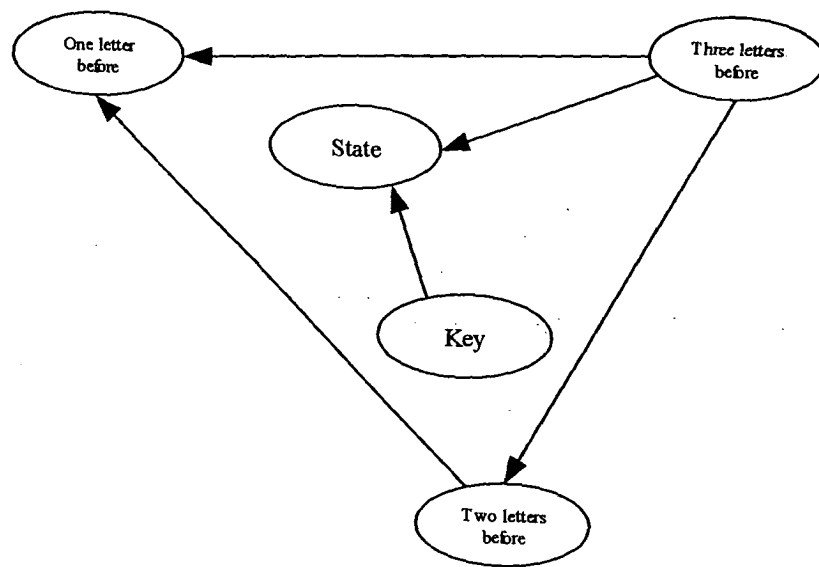 One letter
before
Three letters
before
State
Key
Two letters
before